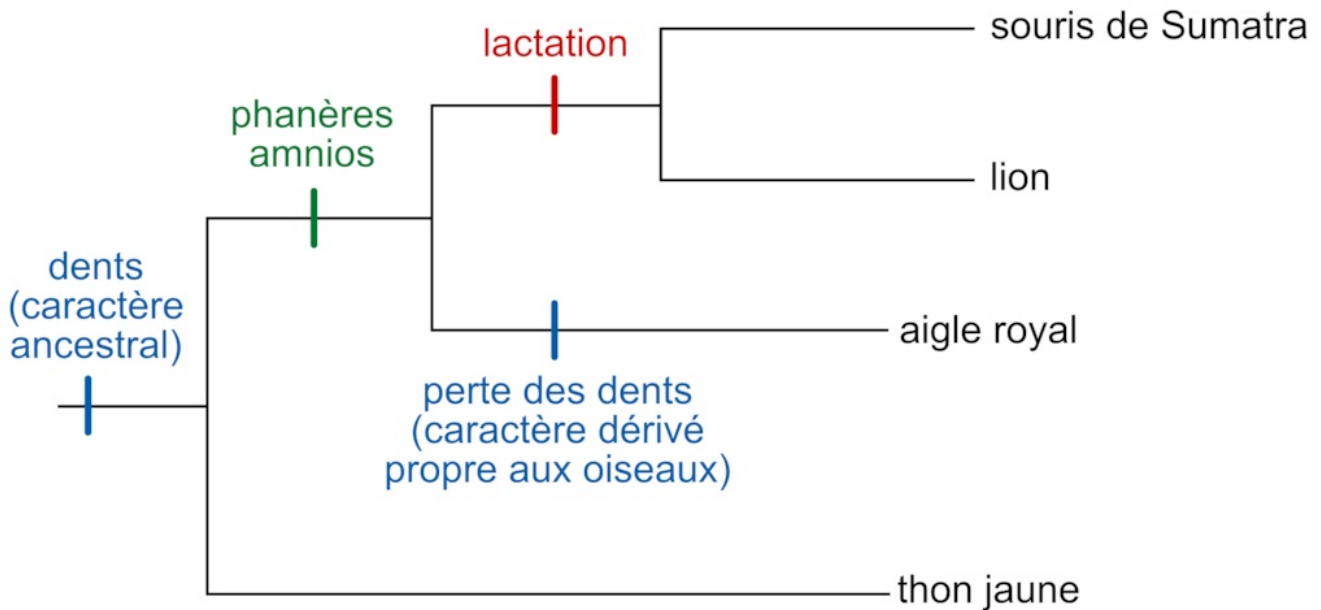 souris de Sumatra
lactation
phanères
amnios
lion
dents
(caractère
ancestral)
aigle royal
perte des dents
(caractère dérivé
propre aux oiseaux)
thon jaune